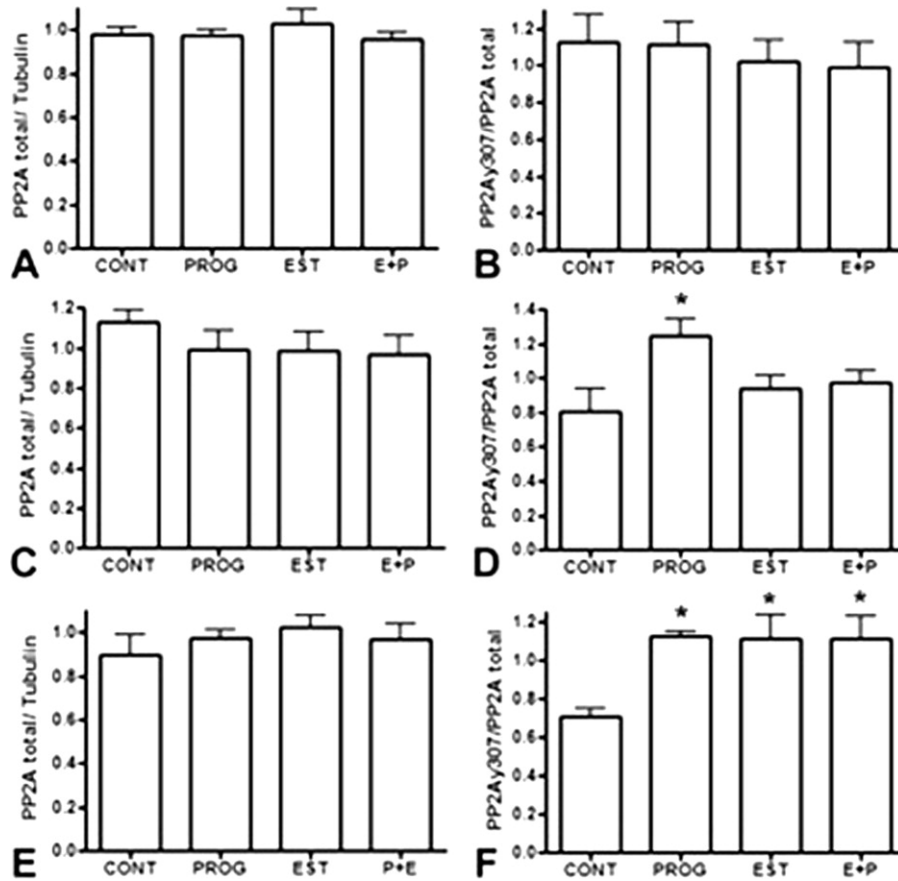 PP2A total/ Tubulin
1.0
0.8
0.6
0.4
0.2
0.0
CONT PROG EST E+P
A
PP2Ay307/PP2A total
1.2
1.0
0.8
0.6
0.4
0.2
0.0
CONT PROG EST E+P
B
PP2A total/ Tubulin
1.2
1.0
0.8
0.6
0.4
0.2
0.0
CONT PROG EST E+P
C
PP2Ay307/PP2A total
1.4
1.2
1.0
0.8
0.6
0.4
0.2
0.0
*
CONT PROG EST E+P
D
PP2A total/ Tubulin
1.0
0.8
0.6
0.4
0.2
0.0
CONT PROG EST P+E
E
PP2Ay307/PP2A total
1.2
1.0
0.8
0.6
0.4
0.2
0.0
* * *
CONT PROG EST E+P
F